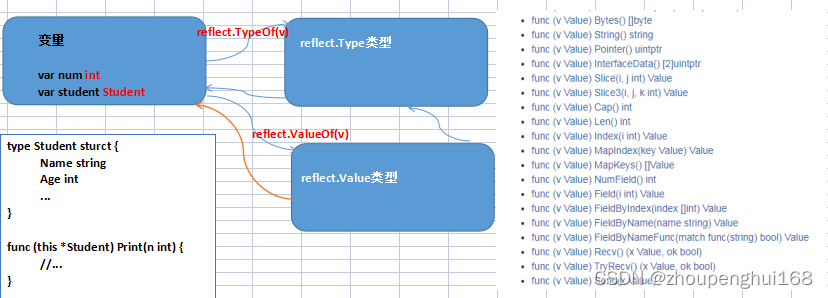 变量
var num int
var student Student
reflect.TypeOf(v)
reflect.Type类型
reflect.ValueOf(v)
reflect.Value类型
type Student sturct {
Name string
Age int
...
}
func (this *Student) Print(n int) {
//...
}
func (v Value) Bytes() []byte
func (v Value) String() string
func (v Value) Pointer() uintptr
func (v Value) InterfaceData() [2]uintptr
func (v Value) Slice(i, j int) Value
func (v Value) Slice3(i, j, k int) Value
func (v Value) Cap() int
func (v Value) Len() int
func (v Value) Index(i int) Value
func (v Value) MapIndex(key Value) Value
func (v Value) MapKeys() []Value
func (v Value) NumField() int
func (v Value) Field(i int) Value
func (v Value) FieldByIndex(index []int) Value
func (v Value) FieldByName(name string) Value
func (v Value) FieldByNameFunc(match func(string) bool) Value
func (v Value) Recv() (x Value, ok bool)
func (v Value) TryRecv() (x Value, ok bool)
func (v Value) Send(x Value)
CSDN @zhoupenghui168